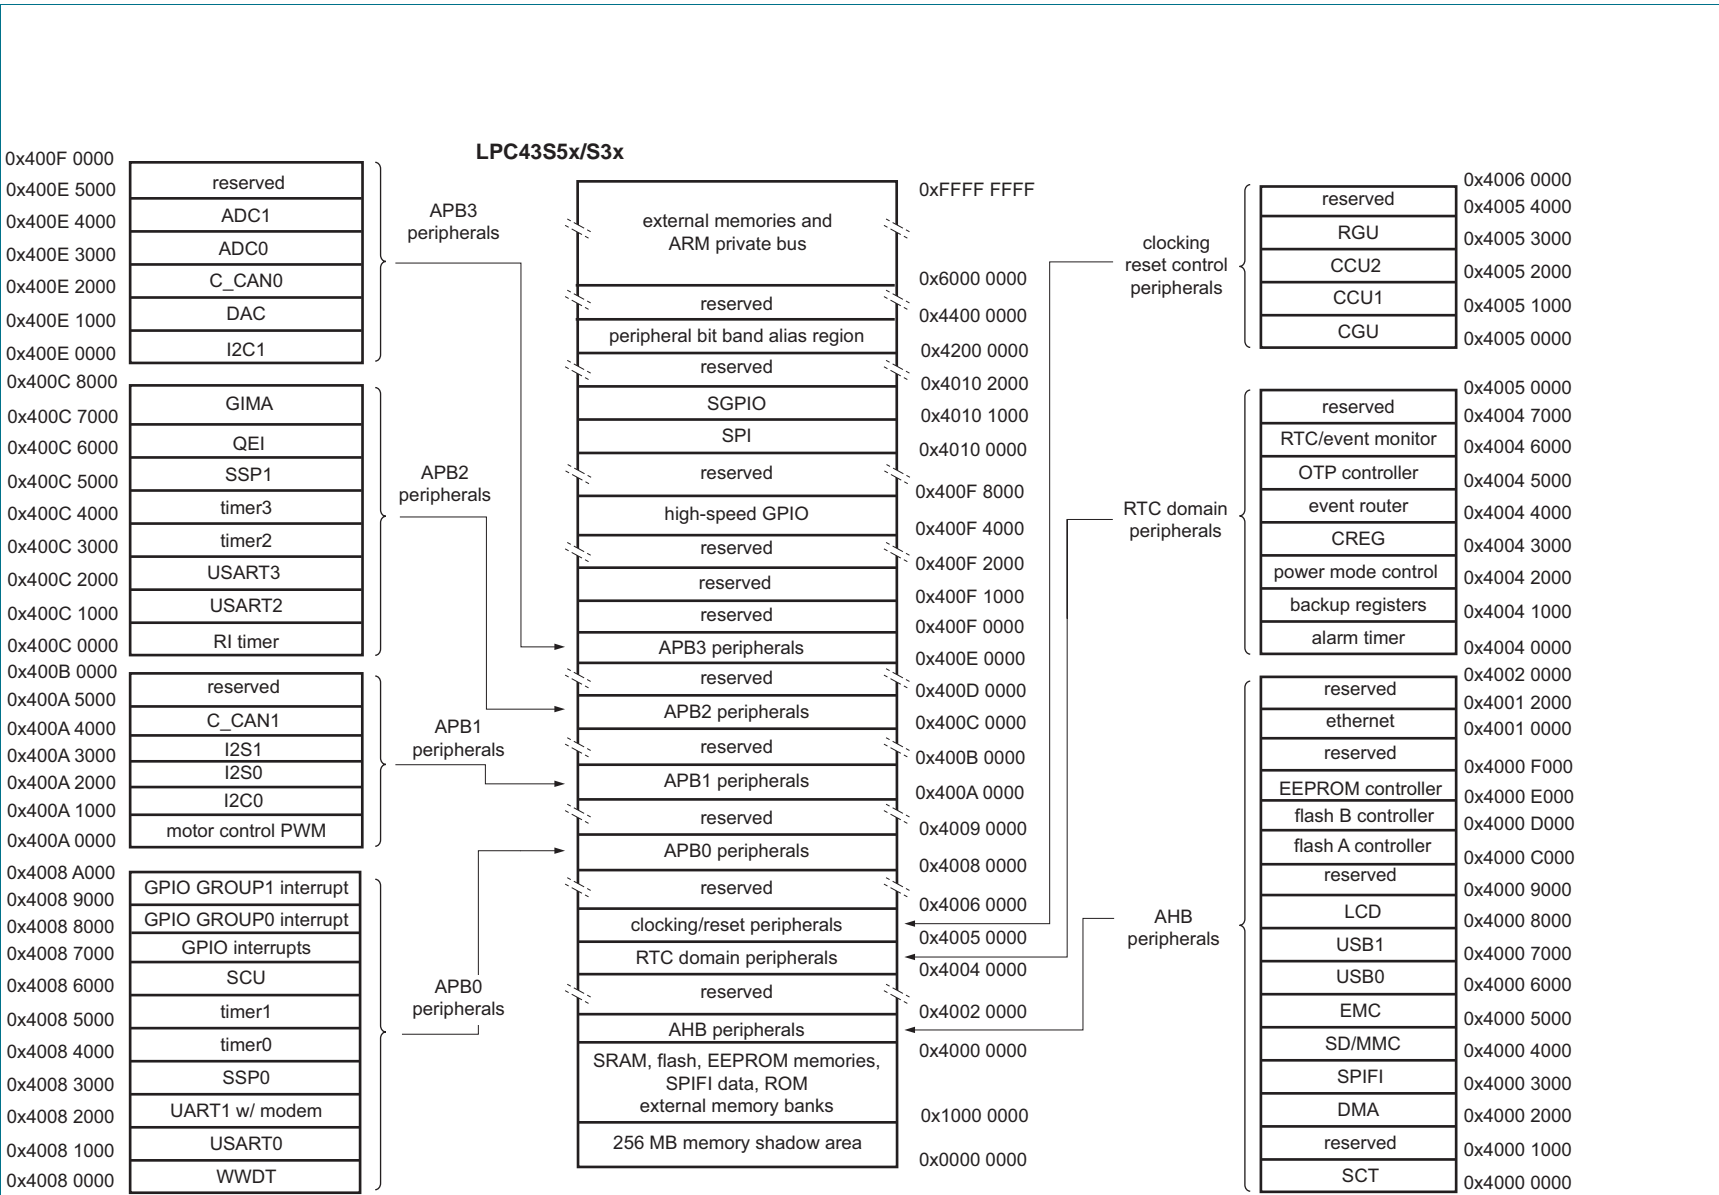 LPC43S5x/S3x
0x400F 0000
reserved
0x400E 5000
ADC1
0x400E 4000
ADC0
0x400E 3000
C_CAN0
0x400E 2000
DAC
0x400E 1000
I2C1
0x400E 0000
APB3
peripherals
0x400C 8000
GIMA
0x400C 7000
QEI
0x400C 6000
SSP1
0x400C 5000
timer3
0x400C 4000
timer2
0x400C 3000
USART3
0x400C 2000
USART2
0x400C 1000
RI timer
0x400C 0000
APB2
peripherals
0x400B 0000
reserved
0x400A 5000
C_CAN1
0x400A 4000
I2S1
0x400A 3000
I2S0
0x400A 2000
I2C0
0x400A 1000
motor control PWM
0x400A 0000
APB1
peripherals
0x4008 A000
GPIO GROUP1 interrupt
0x4008 9000
GPIO GROUP0 interrupt
0x4008 8000
GPIO interrupts
0x4008 7000
SCU
0x4008 6000
timer1
0x4008 5000
timer0
0x4008 4000
SSP0
0x4008 3000
UART1 w/ modem
0x4008 2000
USART0
0x4008 1000
WWDT
0x4008 0000
APB0
peripherals
0xFFFF FFFF
external memories and
ARM private bus
0x6000 0000
reserved
0x4400 0000
peripheral bit band alias region
0x4200 0000
reserved
0x4010 2000
SGPIO
0x4010 1000
SPI
0x4010 0000
reserved
0x400F 8000
high-speed GPIO
0x400F 4000
reserved
0x400F 2000
reserved
0x400F 1000
reserved
0x400F 0000
APB3 peripherals
0x400E 0000
reserved
0x400D 0000
APB2 peripherals
0x400C 0000
reserved
0x400B 0000
APB1 peripherals
0x400A 0000
reserved
0x4009 0000
APB0 peripherals
0x4008 0000
reserved
0x4006 0000
clocking/reset peripherals
0x4005 0000
RTC domain peripherals
0x4004 0000
reserved
0x4002 0000
AHB peripherals
0x4000 0000
SRAM, flash, EEPROM memories,
SPIFI data, ROM
external memory banks
0x1000 0000
256 MB memory shadow area
0x0000 0000
clocking
reset control
peripherals
0x4006 0000
reserved
0x4005 4000
RGU
0x4005 3000
CCU2
0x4005 2000
CCU1
0x4005 1000
CGU
0x4005 0000
RTC domain
peripherals
0x4005 0000
reserved
0x4004 7000
RTC/event monitor
0x4004 6000
OTP controller
0x4004 5000
event router
0x4004 4000
CREG
0x4004 3000
power mode control
0x4004 2000
backup registers
0x4004 1000
alarm timer
0x4004 0000
AHB
peripherals
0x4002 0000
reserved
0x4001 2000
ethernet
0x4001 0000
reserved
0x4000 F000
EEPROM controller
0x4000 E000
flash B controller
0x4000 D000
flash A controller
0x4000 C000
reserved
0x4000 9000
LCD
0x4000 8000
USB1
0x4000 7000
USB0
0x4000 6000
EMC
0x4000 5000
SD/MMC
0x4000 4000
SPIFI
0x4000 3000
DMA
0x4000 2000
reserved
0x4000 1000
SCT
0x4000 0000